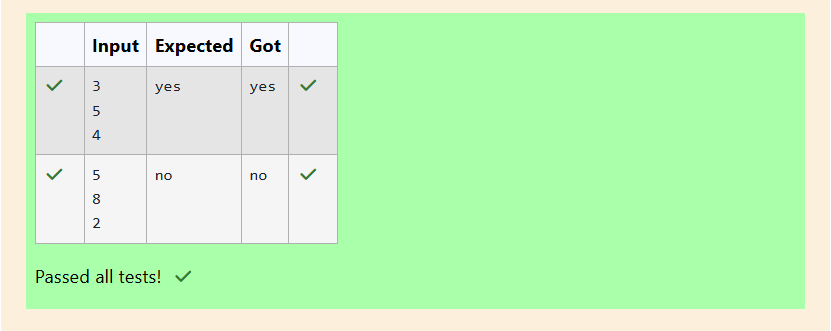 Input Expected Got
3 yes yes
5
4
5 no no
8
2
Passed all tests!